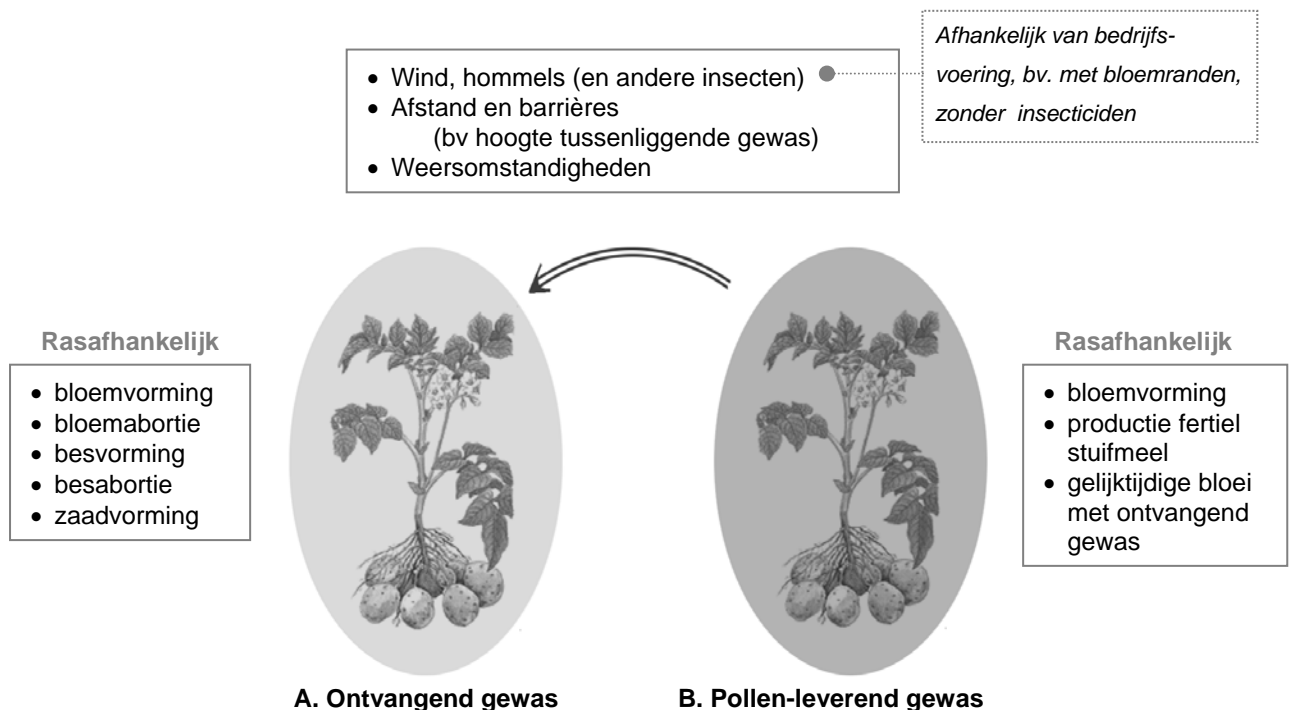 Afhankelijk van bedrijfs-
voering, bv. met bloemranden,
zonder insecticiden
• Wind, hommels (en andere insecten)
• Afstand en barrières
(bv hoogte tussenliggende gewas)
• Weersomstandigheden
Rasafhankelijk
• bloemvorming
• bloemabortie
• besvorming
• besabortie
• zaadvorming
Rasafhankelijk
• bloemvorming
• productie fertiel
stuifmeel
• gelijktijdige bloei
met ontvangend
gewas
A. Ontvangend gewas
B. Pollen-leverend gewas